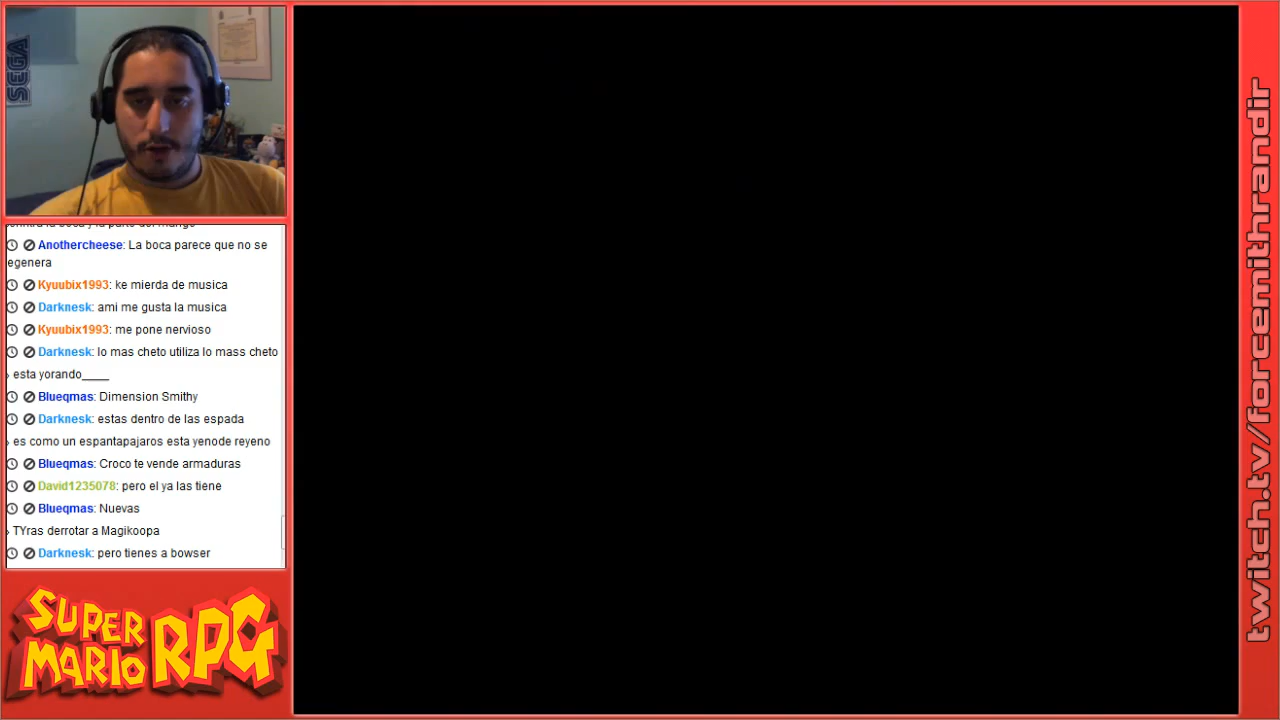 SEGA
Anothercheese: La boca parece que no se
egenera
Kyuubix1993: ke mierda de musica
Darknesk: ami me gusta la musica
Kyuubix1993: me pone nervioso
Darknesk: lo mas cheto utiliza lo mass cheto
esta yorando____
Blueqmas: Dimension Smithy
Darknesk: estas dentro de las espada
es como un espantapajaros esta yenode reyeno
Blueqmas: Croco te vende armaduras
David1235078: pero el ya las tiene
Blueqmas: Nuevas
TYras derrotar a Magikoopa
Darknesk: pero tienes a bowser
SUPER
MARIO
RPG
twitch.tv/forcemithrandir